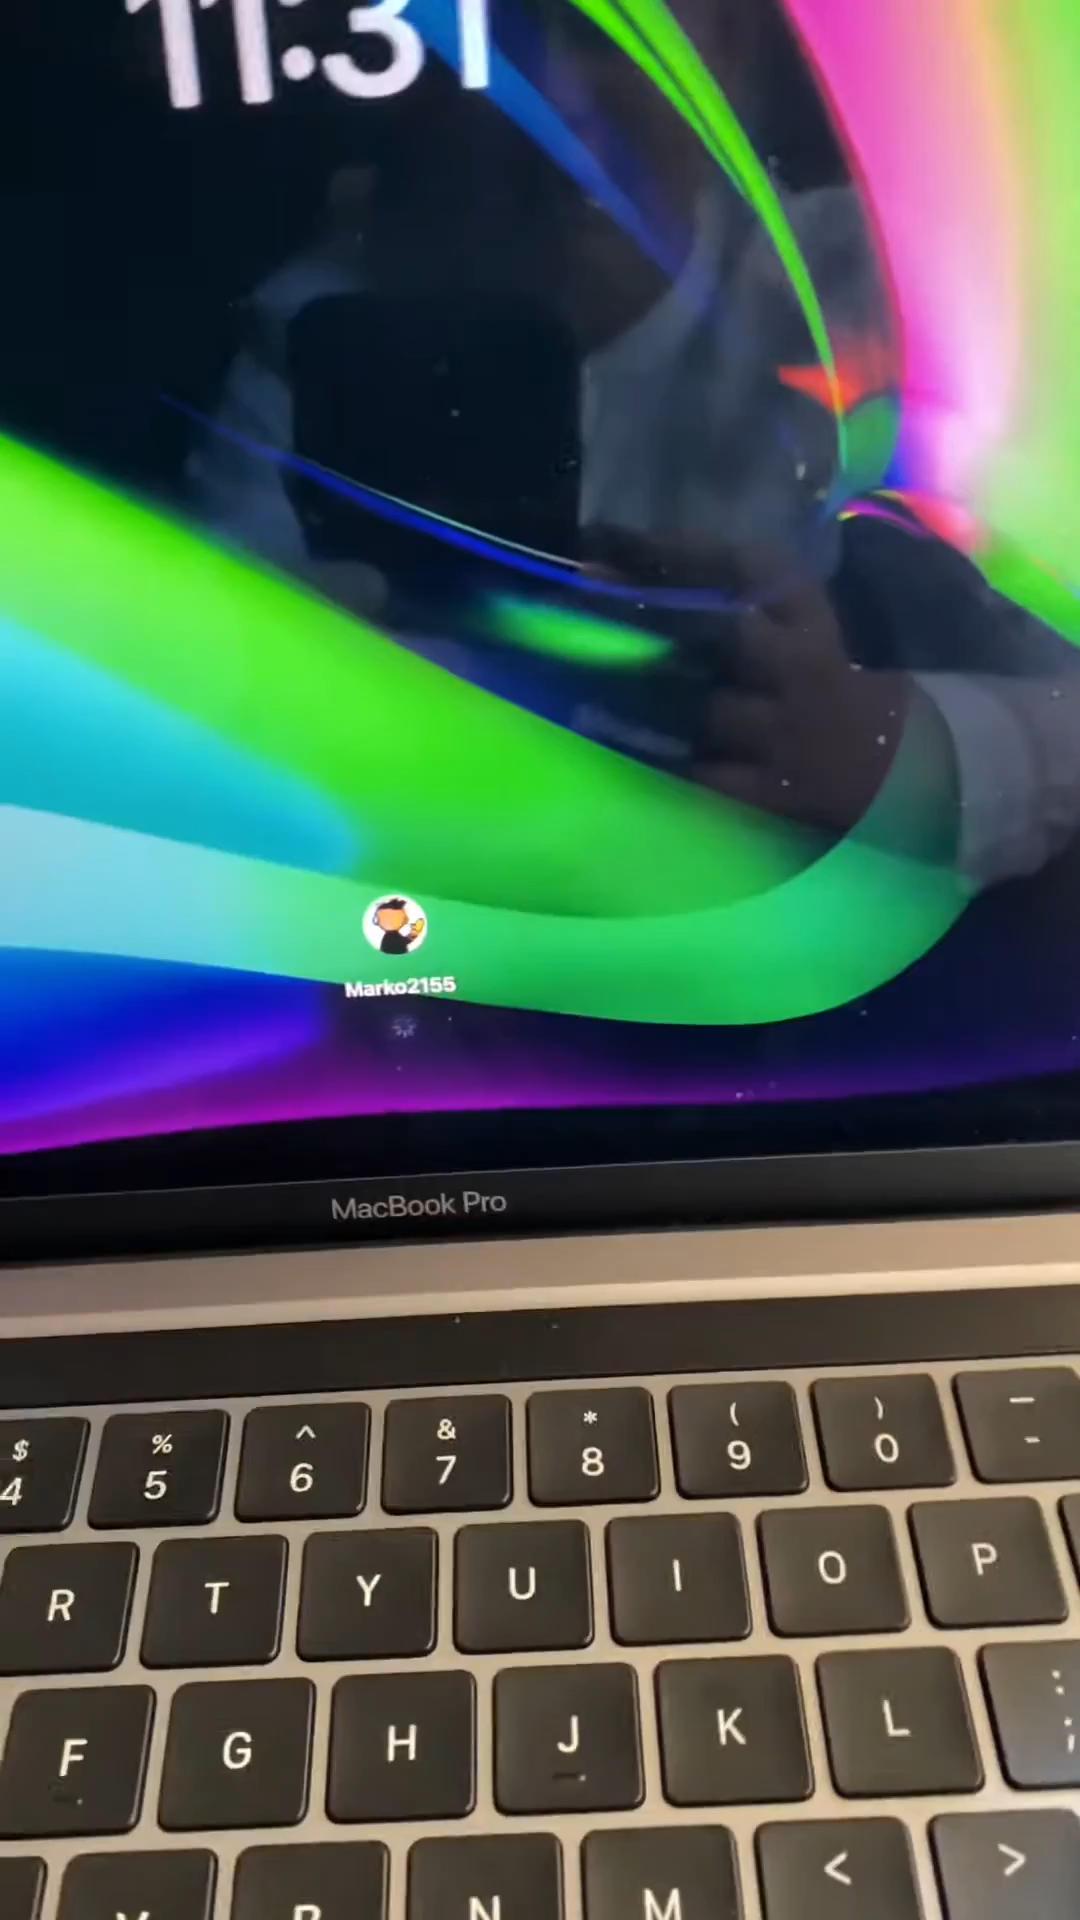 11:31
Marko2155
MacBook Pro
$ % ^ & * ( ) —
4 5 6 7 8 9 0 -
R T Y U I O P
F G H J K L :
;
< >
V B N M